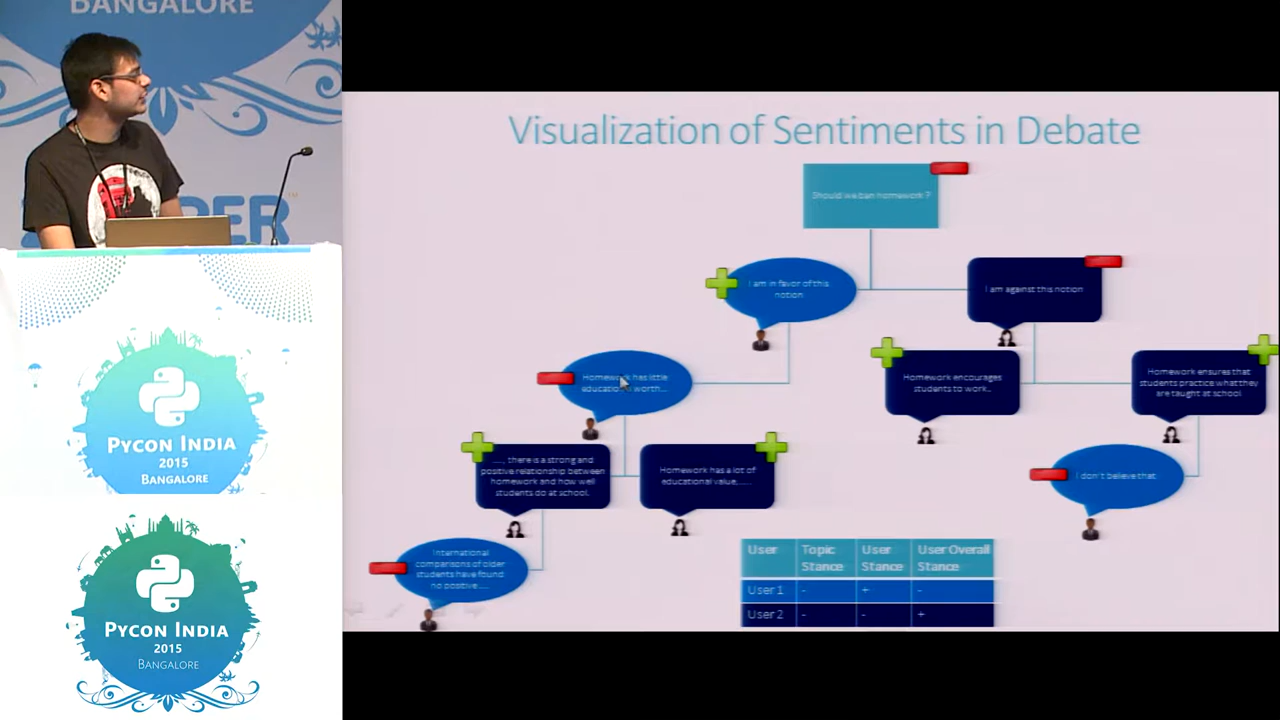 BANGALORE
PYCON INDIA
2015
BANGALORE
PYCON INDIA
2015
BANGALORE
Visualization of Sentiments in Debate
Should we ban homework ?
I am in favor of this
notion
I am against this notion
Homework has little
educational worth....
Homework encourages
students to work..
Homework ensures that
students practice what they
are taught at school
...., there is a strong and
positive relationship between
homework and how well
students do at school.
Homework has a lot of
educational value,.....
I don't believe that
International
comparisons of older
students have found
no positive.....
User Topic Stance User Stance User Overall Stance
User 1 - + -
User 2 - - +